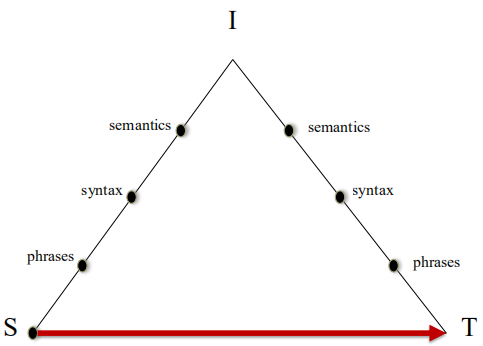 I
semantics
semantics
syntax
syntax
phrases
phrases
S
T